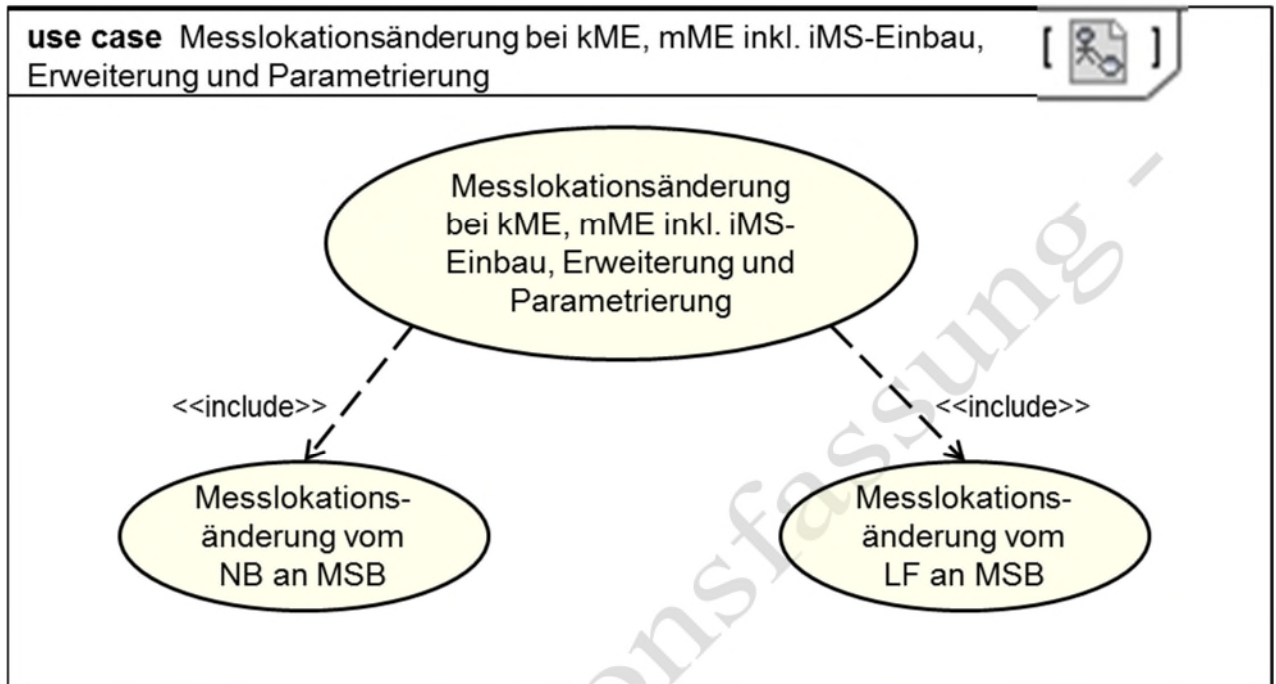 use case Messlokationsänderung bei kME, mME inkl. iMS-Einbau,
Erweiterung und Parametrierung
[ ]
Messlokationsänderung
bei kME, mME inkl. iMS-
Einbau, Erweiterung und
Parametrierung
<<include>>
<<include>>
Messlokations-
änderung vom
NB an MSB
Messlokations-
änderung vom
LF an MSB
onsfassung -